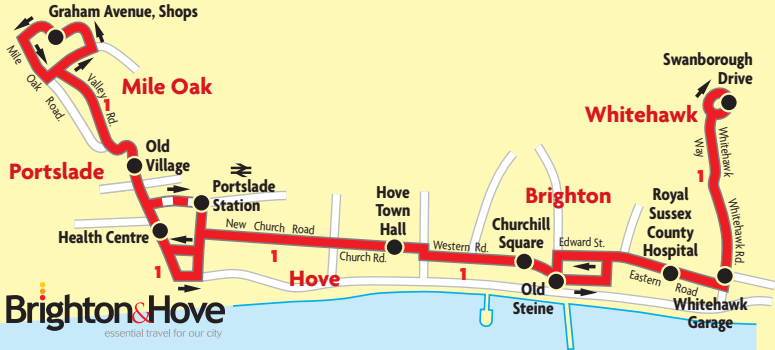 Graham Avenue, Shops
Mile Oak Road.
Valley Rd.
1
Mile Oak
Old
Village
Portslade
Portslade
Station
Health Centre
1
New Church Road
1
Church Rd.
Hove
Town
Hall
Hove
Western Rd.
1
Churchill
Square
Brighton
Edward St.
Old
Steine
Royal
Sussex
County
Hospital
Eastern Road
Whitehawk
Garage
Whitehawk Rd.
1
Whitehawk
Way
Whitehawk
Swanborough
Drive
Brighton&Hove
essential travel for our city